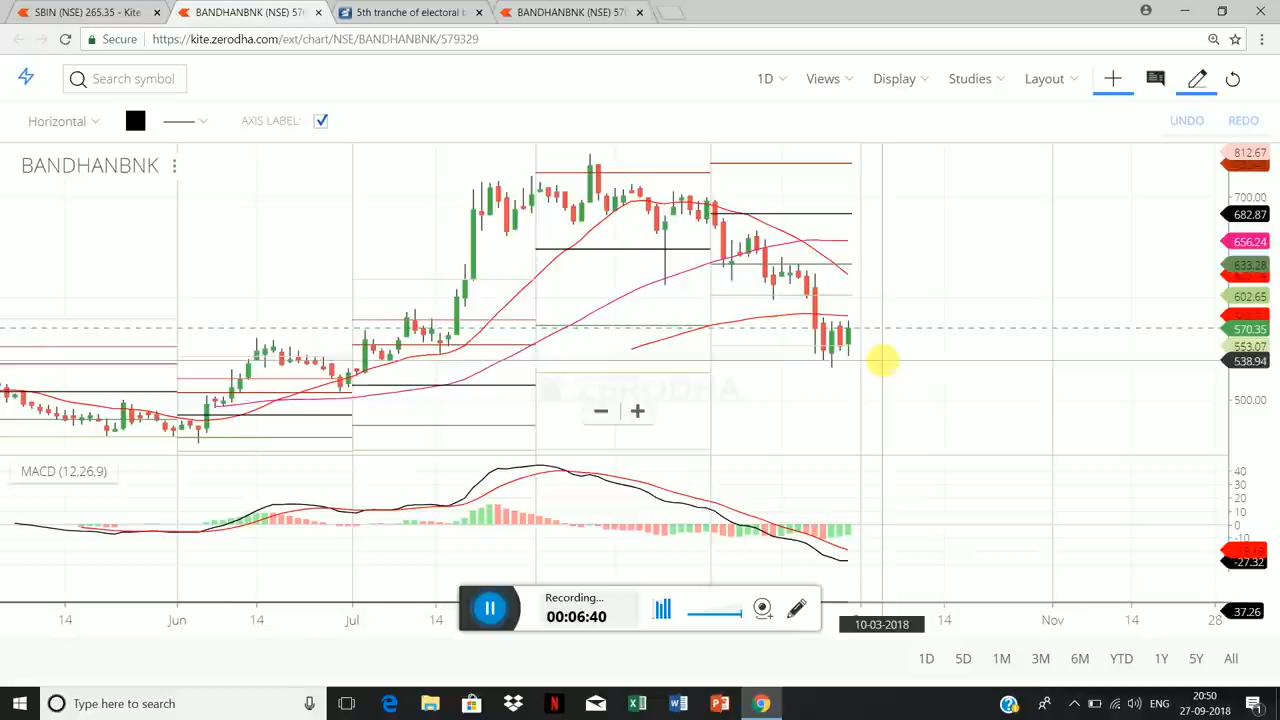 SBIN (NSE) 265.35 - Kite
BANDHANBNK (NSE) 57
5th tranche of electoral b
BANDHANBNK (NSE) 57
Secure
https://kite.zerodha.com/ext/chart/NSE/BANDHANBNK/579329
Search symbol
1D
Views
Display
Studies
Layout
Horizontal
AXIS LABEL:
UNDO
REDO
BANDHANBNK
812.67
700.00
682.87
656.24
633.28
602.65
570.35
553.07
538.94
500.00
ZERODHA
MACD (12,26,9)
40
30
20
10
0
-10
-27.32
37.26
Recording...
00:06:40
14
Jun
14
Jul
14
10-03-2018
14
Nov
14
28
1D
5D
1M
3M
6M
YTD
1Y
5Y
All
Type here to search
ENG
20:50
27-09-2018